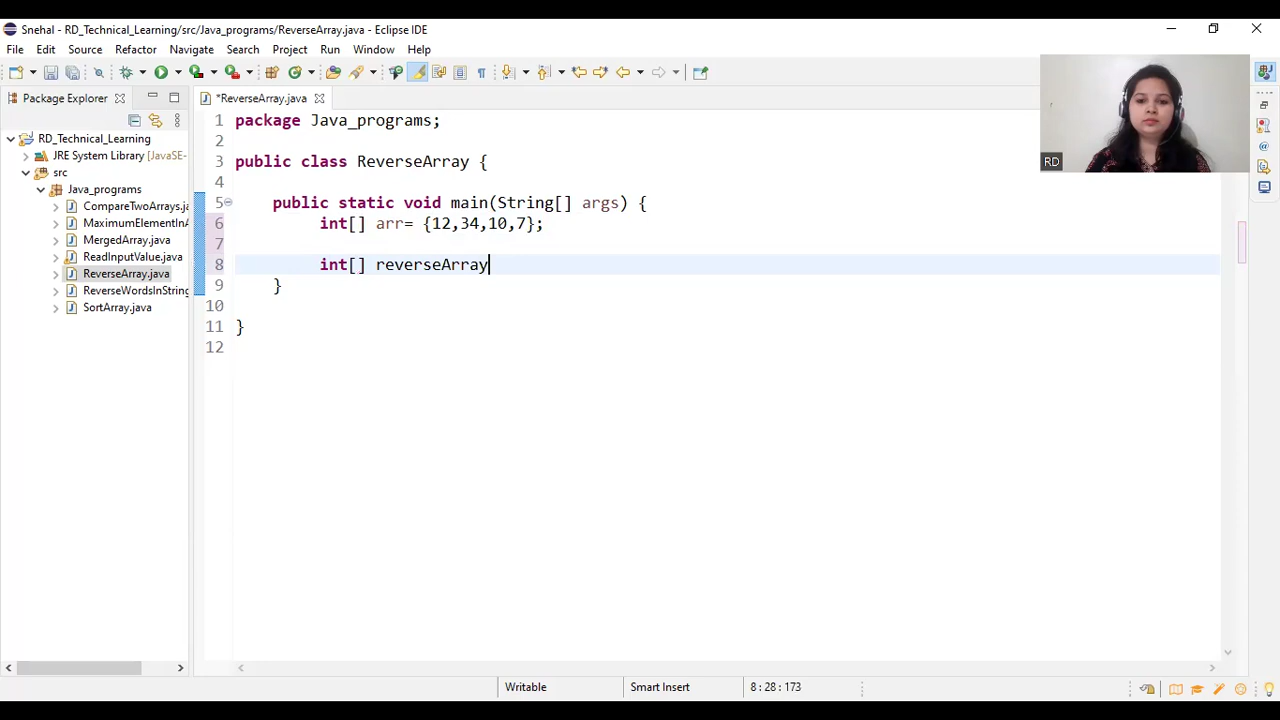 Snehal - RD_Technical_Learning/src/Java_programs/ReverseArray.java - Eclipse IDE
File Edit Source Refactor Navigate Search Project Run Window Help
Package Explorer
*ReverseArray.java
RD_Technical_Learning
JRE System Library [JavaSE-
src
Java_programs
CompareTwoArrays.ja
MaximumElementInA
MergedArray.java
ReadInputValue.java
ReverseArray.java
ReverseWordsInString
SortArray.java
1 package Java_programs;
2
3 public class ReverseArray {
4
5 public static void main(String[] args) {
6 int[] arr= {12,34,10,7};
7
8 int[] reverseArray
9 }
10
11 }
12
RD
Writable Smart Insert 8 : 28 : 173